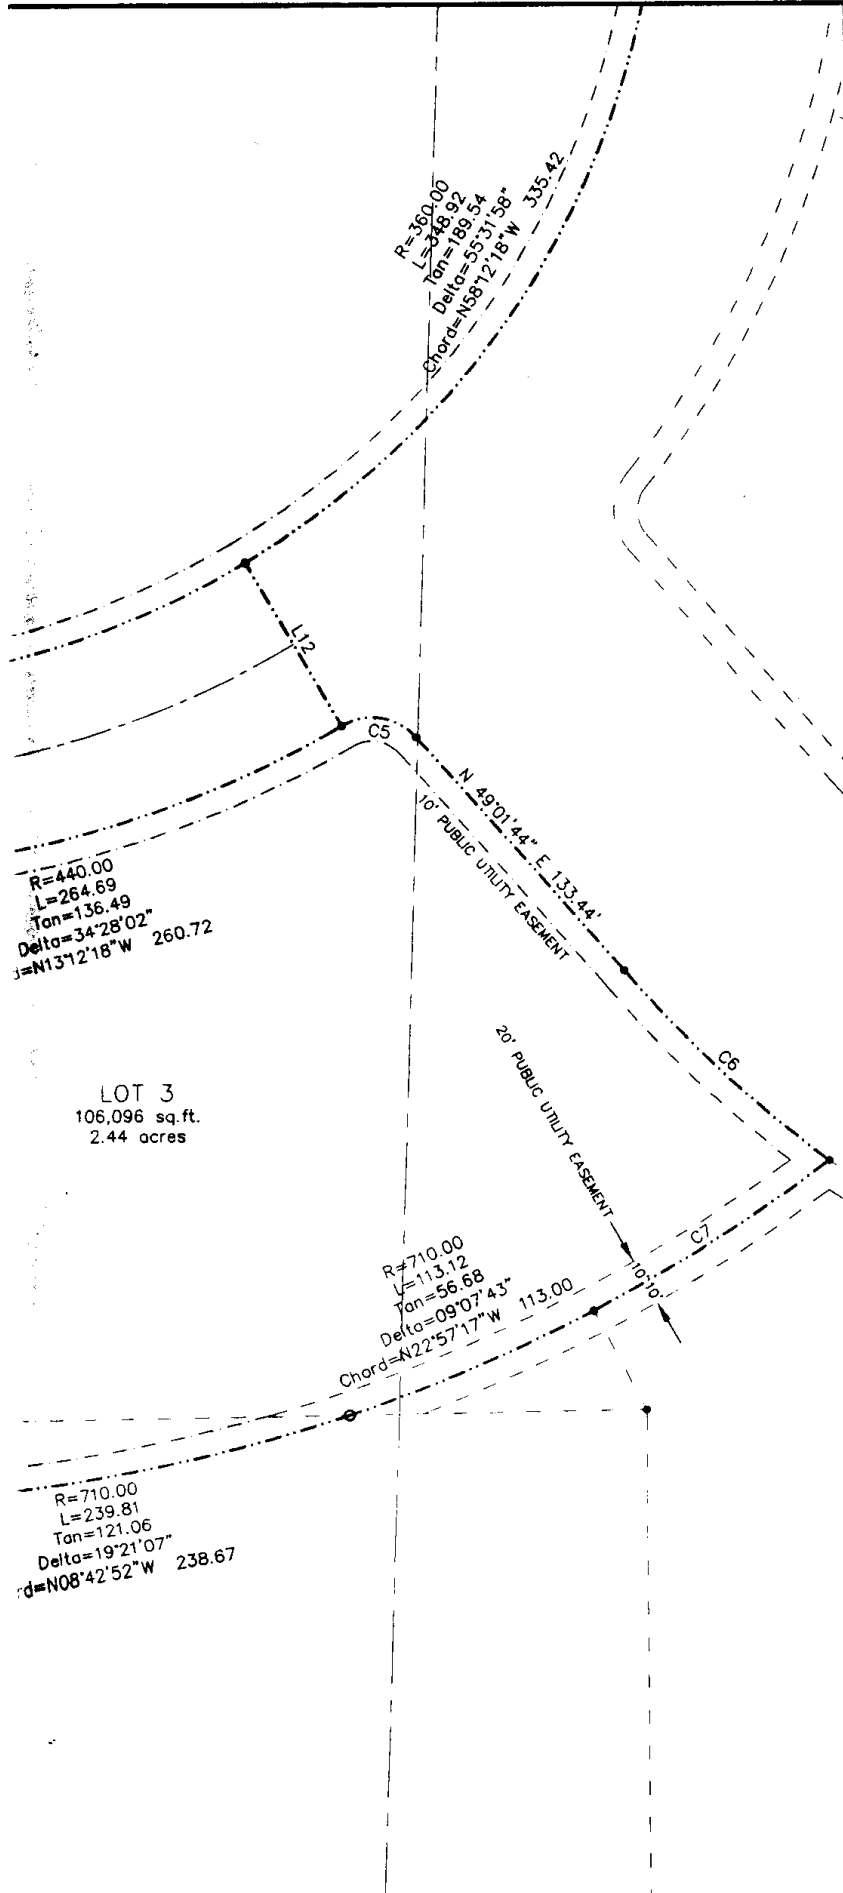 R=360.00
L=348.92
Tan=189.54
Delta=55°31'58"
Chord=N58°12'18"W 335.42
L12
C5
N 49°01'44" E 133.44'
10' PUBLIC UTILITY EASEMENT
R=440.00
L=264.69
Tan=136.49
Delta=34°28'02"
d=N13°12'18"W 260.72
C6
20' PUBLIC UTILITY EASEMENT
LOT 3
106,096 sq.ft.
2.44 acres
C7
10' 10'
R=710.00
L=113.12
Tan=56.68
Delta=09°07'43"
Chord=N22°57'17"W 113.00
R=710.00
L=239.81
Tan=121.06
Delta=19°21'07"
rd=N08°42'52"W 238.67